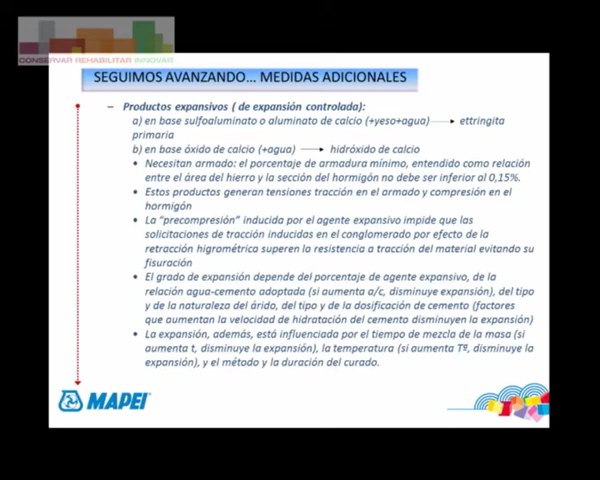 CONSERVAR REHABILITAR INNOVAR
SEGUIMOS AVANZANDO... MEDIDAS ADICIONALES
– Productos expansivos ( de expansión controlada):
a) en base sulfoaluminato o aluminato de calcio (+yeso+agua) → ettringita
primaria
b) en base óxido de calcio (+agua) → hidróxido de calcio
• Necesitan armado: el porcentaje de armadura mínimo, entendido como relación
entre el área del hierro y la sección del hormigón no debe ser inferior al 0,15%.
• Estos productos generan tensiones tracción en el armado y compresión en el
hormigón
• La “precompresión” inducida por el agente expansivo impide que las
solicitaciones de tracción inducidas en el conglomerado por efecto de la
retracción higrométrica superen la resistencia a tracción del material evitando su
fisuración
• El grado de expansión depende del porcentaje de agente expansivo, de la
relación agua-cemento adoptada (si aumenta a/c, disminuye expansión), del tipo
y de la naturaleza del árido, del tipo y de la dosificación de cemento (factores
que aumentan la velocidad de hidratación del cemento disminuyen la expansión)
• La expansión, además, está influenciada por el tiempo de mezcla de la masa (si
aumenta t, disminuye la expansión), la temperatura (si aumenta Tª, disminuye la
expansión), y el método y la duración del curado.
MAPEI